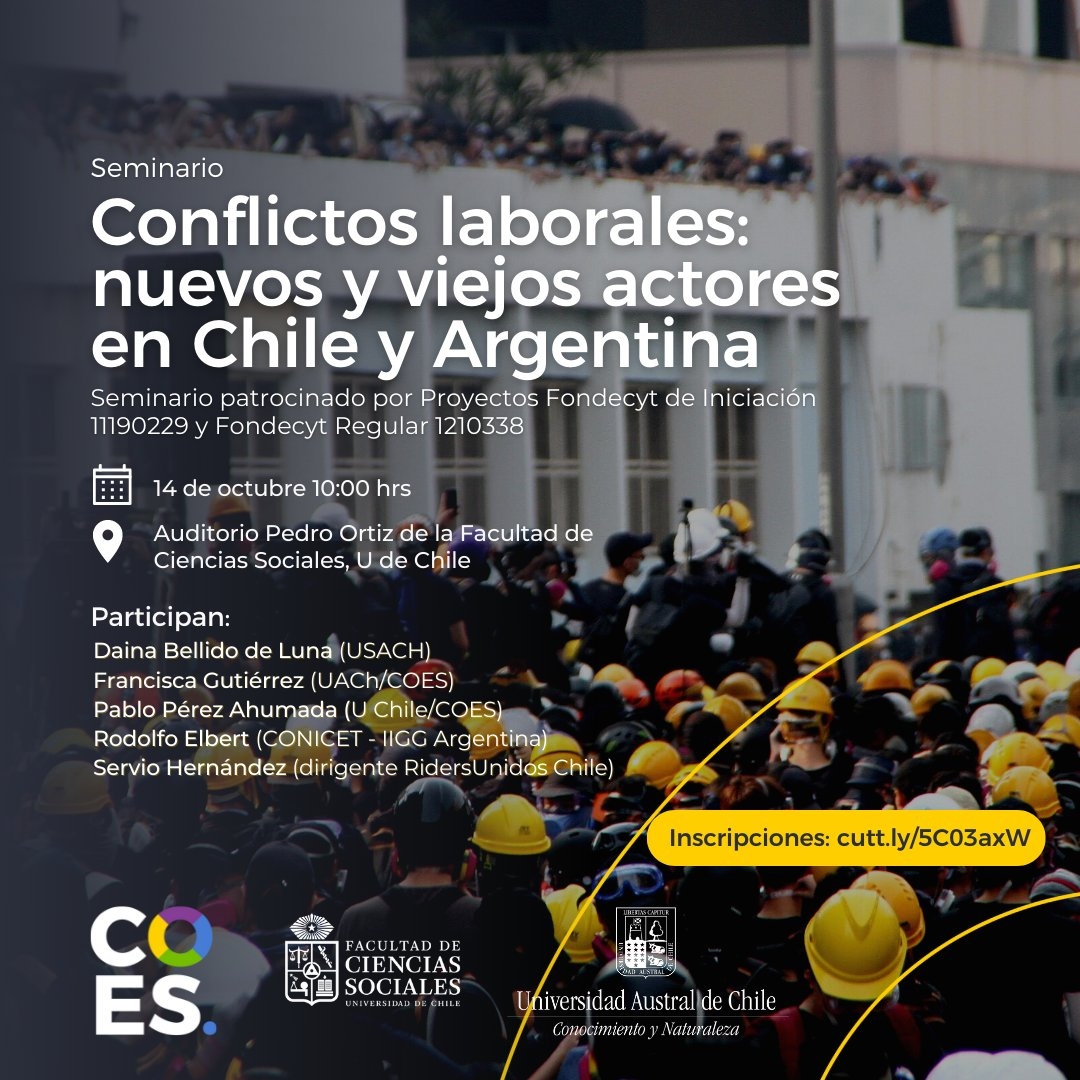 Seminario
Conflictos laborales:
nuevos y viejos actores
en Chile y Argentina
Seminario patrocinado por Proyectos Fondecyt de Iniciación
11190229 y Fondecyt Regular 1210338
14 de octubre 10:00 hrs
Auditorio Pedro Ortiz de la Facultad de
Ciencias Sociales, U de Chile
Participan:
Daina Bellido de Luna (USACH)
Francisca Gutiérrez (UACh/COES)
Pablo Pérez Ahumada (U Chile/COES)
Rodolfo Elbert (CONICET - IIGG Argentina)
Servio Hernández (dirigente RidersUnidos Chile)
Inscripciones: cutt.ly/5C03axW
CO
ES.
FACULTAD DE
CIENCIAS
SOCIALES
UNIVERSIDAD DE CHILE
LIBERTAS CAPITUR
Universidad Austral de Chile
Conocimiento y Naturaleza